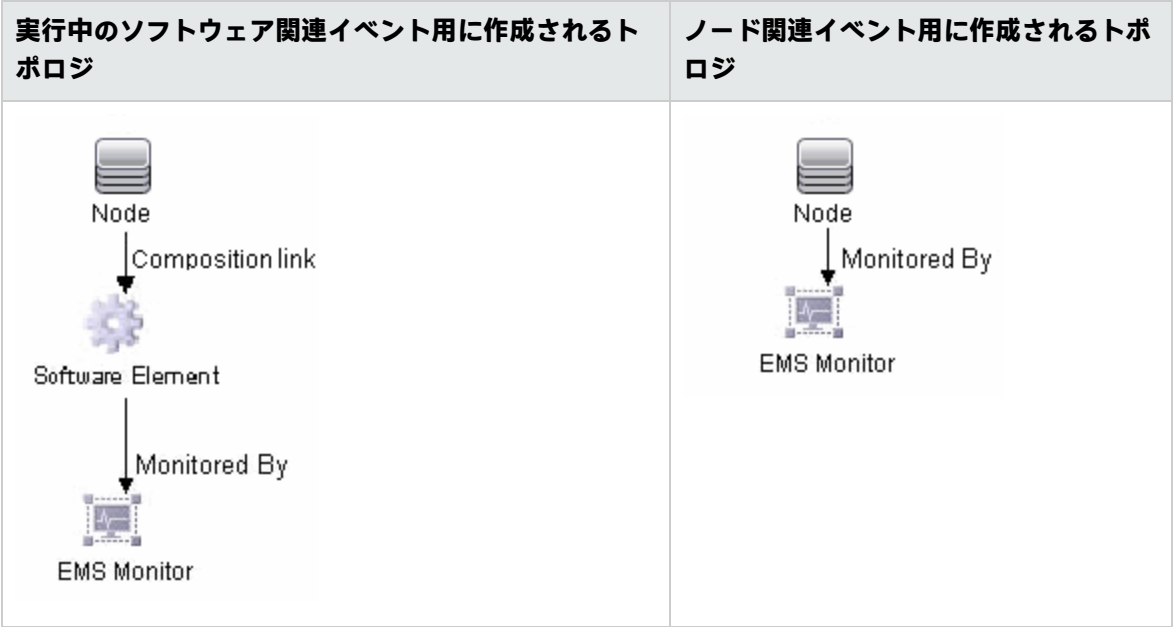 実行中のソフトウェア関連イベント用に作成されるト
ポロジ
Node
Composition link
Software Element
Monitored By
EMS Monitor
ノード関連イベント用に作成されるトポ
ロジ
Node
Monitored By
EMS Monitor